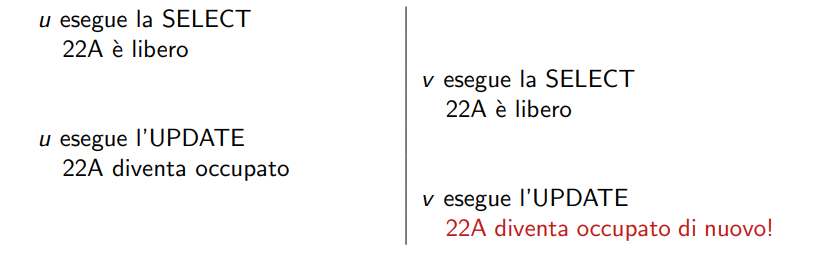 u esegue la SELECT
22A è libero
v esegue la SELECT
22A è libero
u esegue l'UPDATE
22A diventa occupato
v esegue l'UPDATE
22A diventa occupato di nuovo!